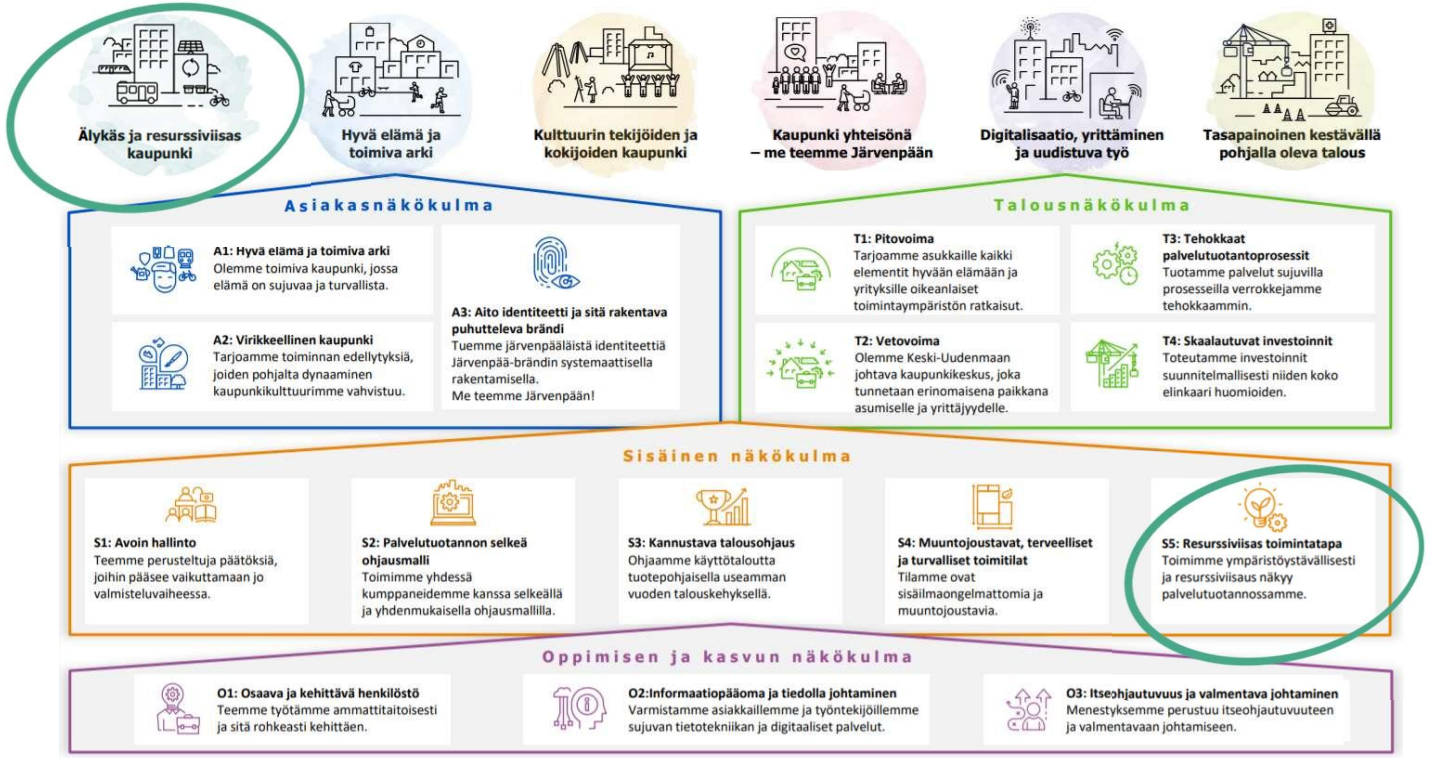 Älykäs ja resurssiviisas
kaupunki
Hyvä elämä ja
toimiva arki
Kulttuurin tekijöiden ja
kokijoiden kaupunki
Kaupunki yhteisönä
– me teemme Järvenpään
Digitalisaatio, yrittäminen
ja uudistuva työ
Tasapainoinen kestävällä
pohjalla oleva talous
Asiakasnäkökulma
A1: Hyvä elämä ja toimiva arki
Olemme toimiva kaupunki, jossa
elämä on sujuvaa ja turvallista.
A2: Virikkeellinen kaupunki
Tarjoamme toiminnan edellytyksiä,
joiden pohjalta dynaaminen
kaupunkikulttuurimme vahvistuu.
A3: Aito identiteetti ja sitä rakentava
puhutteleva brändi
Tuemme järvenpääläistä identiteettiä
Järvenpää-brändin systemaattisella
rakentamisella.
Me teemme Järvenpään!
Talousnäkökulma
T1: Pitovoima
Tarjoamme asukkaille kaikki
elementit hyvään elämään ja
yrityksille oikeanlaiset
toimintaympäristön ratkaisut.
T2: Vetovoima
Olemme Keski-Uudenmaan
johtava kaupunkikeskus, joka
tunnetaan erinomaisena paikkana
asumiselle ja yrittäjyydelle.
T3: Tehokkaat
palvelutuotantoprosessit
Tuotamme palvelut sujuvilla
prosesseilla verrokkejamme
tehokkaammin.
T4: Skaalautuvat investoinnit
Toteutamme investoinnit
suunnitelmallisesti niiden koko
elinkaari huomioiden.
Sisäinen näkökulma
S1: Avoin hallinto
Teemme perusteltuja päätöksiä,
joihin pääsee vaikuttamaan jo
valmisteluvaiheessa.
S2: Palvelutuotannon selkeä
ohjausmalli
Toimimme yhdessä
kumppaneidemme kanssa selkeällä
ja yhdenmukaisella ohjausmallilla.
S3: Kannustava talousohjaus
Ohjaamme käyttötaloutta
tuotepohjaisella useamman
vuoden talouskehyksellä.
S4: Muuntojoustavat, terveelliset
ja turvalliset toimitilat
Tilamme ovat
sisäilmaongelmattomia ja
muuntojoustavia.
S5: Resurssiviisas toimintatapa
Toimimme ympäristöystävällisesti
ja resurssiviisaus näkyy
palvelutuotannossamme.
Oppimisen ja kasvun näkökulma
O1: Osaava ja kehittävä henkilöstö
Teemme työtämme ammattitaitoisesti
ja sitä rohkeasti kehittäen.
O2:Informaatiopääoma ja tiedolla johtaminen
Varmistamme asiakkaillemme ja työntekijöillemme
sujuvan tietotekniikan ja digitaaliset palvelut.
O3: Itseohjautuvuus ja valmentava johtaminen
Menestyksemme perustuu itseohjautuvuuteen
ja valmentavaan johtamiseen.